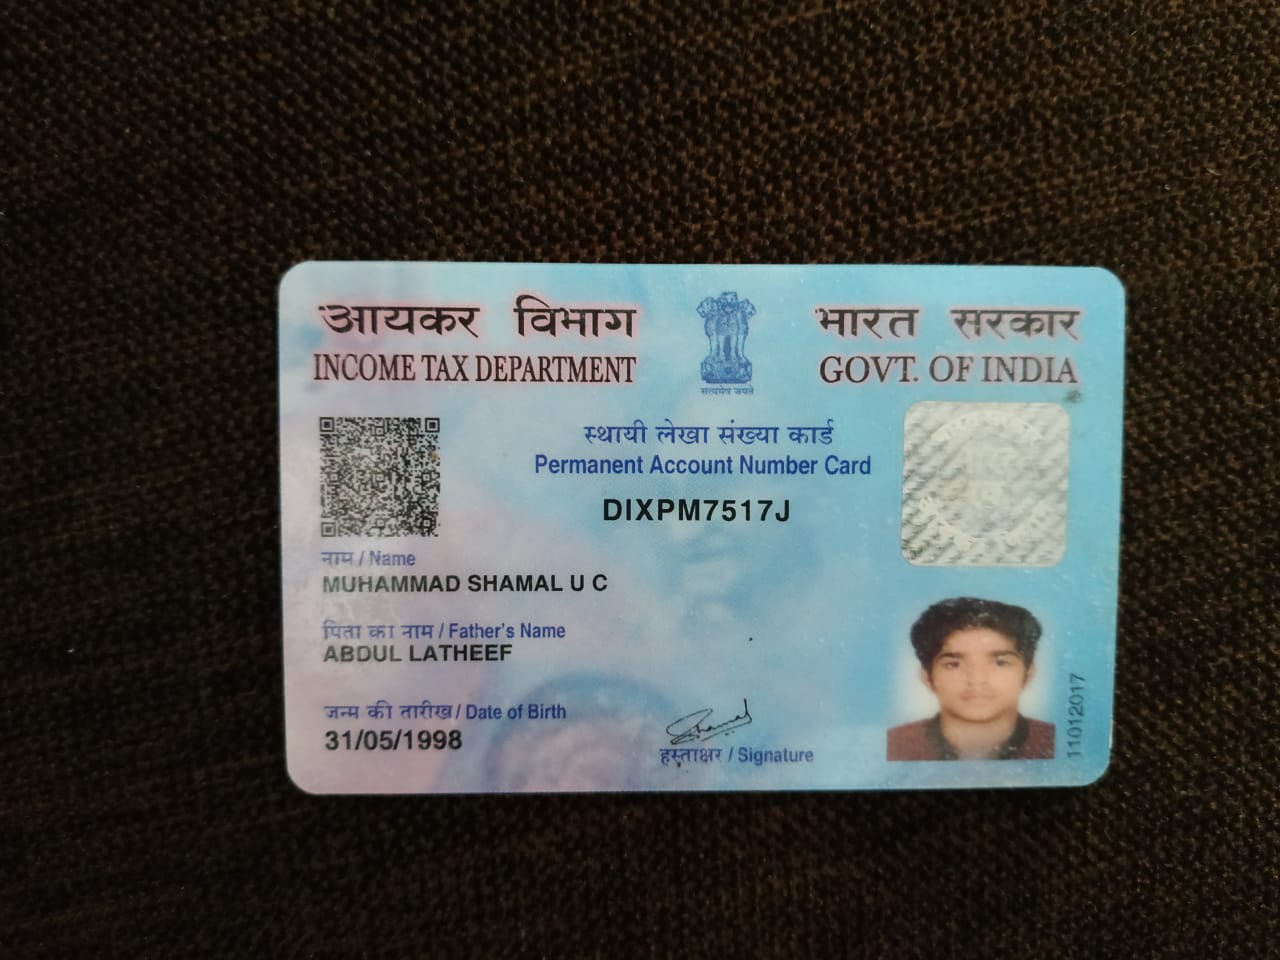 आयकर विभाग
INCOME TAX DEPARTMENT
सत्यमेव जयते
भारत सरकार
GOVT. OF INDIA
स्थायी लेखा संख्या कार्ड
Permanent Account Number Card
DIXPM7517J
नाम / Name
MUHAMMAD SHAMAL U C
पिता का नाम / Father's Name
ABDUL LATHEEF
जन्म की तारीख / Date of Birth
31/05/1998
Shamal
हस्ताक्षर / Signature
11012017